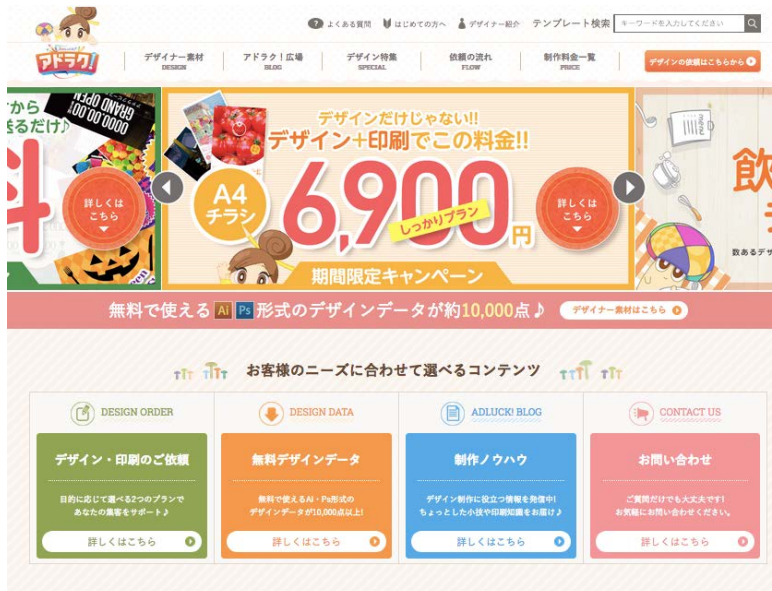 ? よくある質問 はじめての方へ デザイナー紹介 テンプレート検索 キーワードを入力してください
アドラク!
デザイナー素材 アドラク！広場 デザイン特集 依頼の流れ 制作料金一覧 デザインの依頼はこちらから
DESIGN BLOG SPECIAL FLOW PRICE
から
送るだけ♪
0000.00.00
GRAND OPEN
料
詳しくは
こちら
デザインだけじゃない!!
デザイン+印刷でこの料金!!
A4
チラシ
6,900円
しっかりプラン
詳しくは
こちら
期間限定キャンペーン
menu
飲
数あるデザ
無料で使える Ai Ps 形式のデザインデータが約10,000点♪ デザイナー素材はこちら
お客様のニーズに合わせて選べるコンテンツ
DESIGN ORDER
デザイン・印刷のご依頼
目的に応じて選べる2つのプランで
あなたの集客をサポート♪
詳しくはこちら
DESIGN DATA
無料デザインデータ
無料で使えるAi・Ps形式の
デザインデータが10,000点以上!
詳しくはこちら
ADLUCK! BLOG
制作ノウハウ
デザイン制作に役立つ情報を発信中!
ちょっとした小技や印刷知識をお届け♪
詳しくはこちら
CONTACT US
お問い合わせ
ご質問だけでも大丈夫です!
お気軽にお問い合わせください。
詳しくはこちら